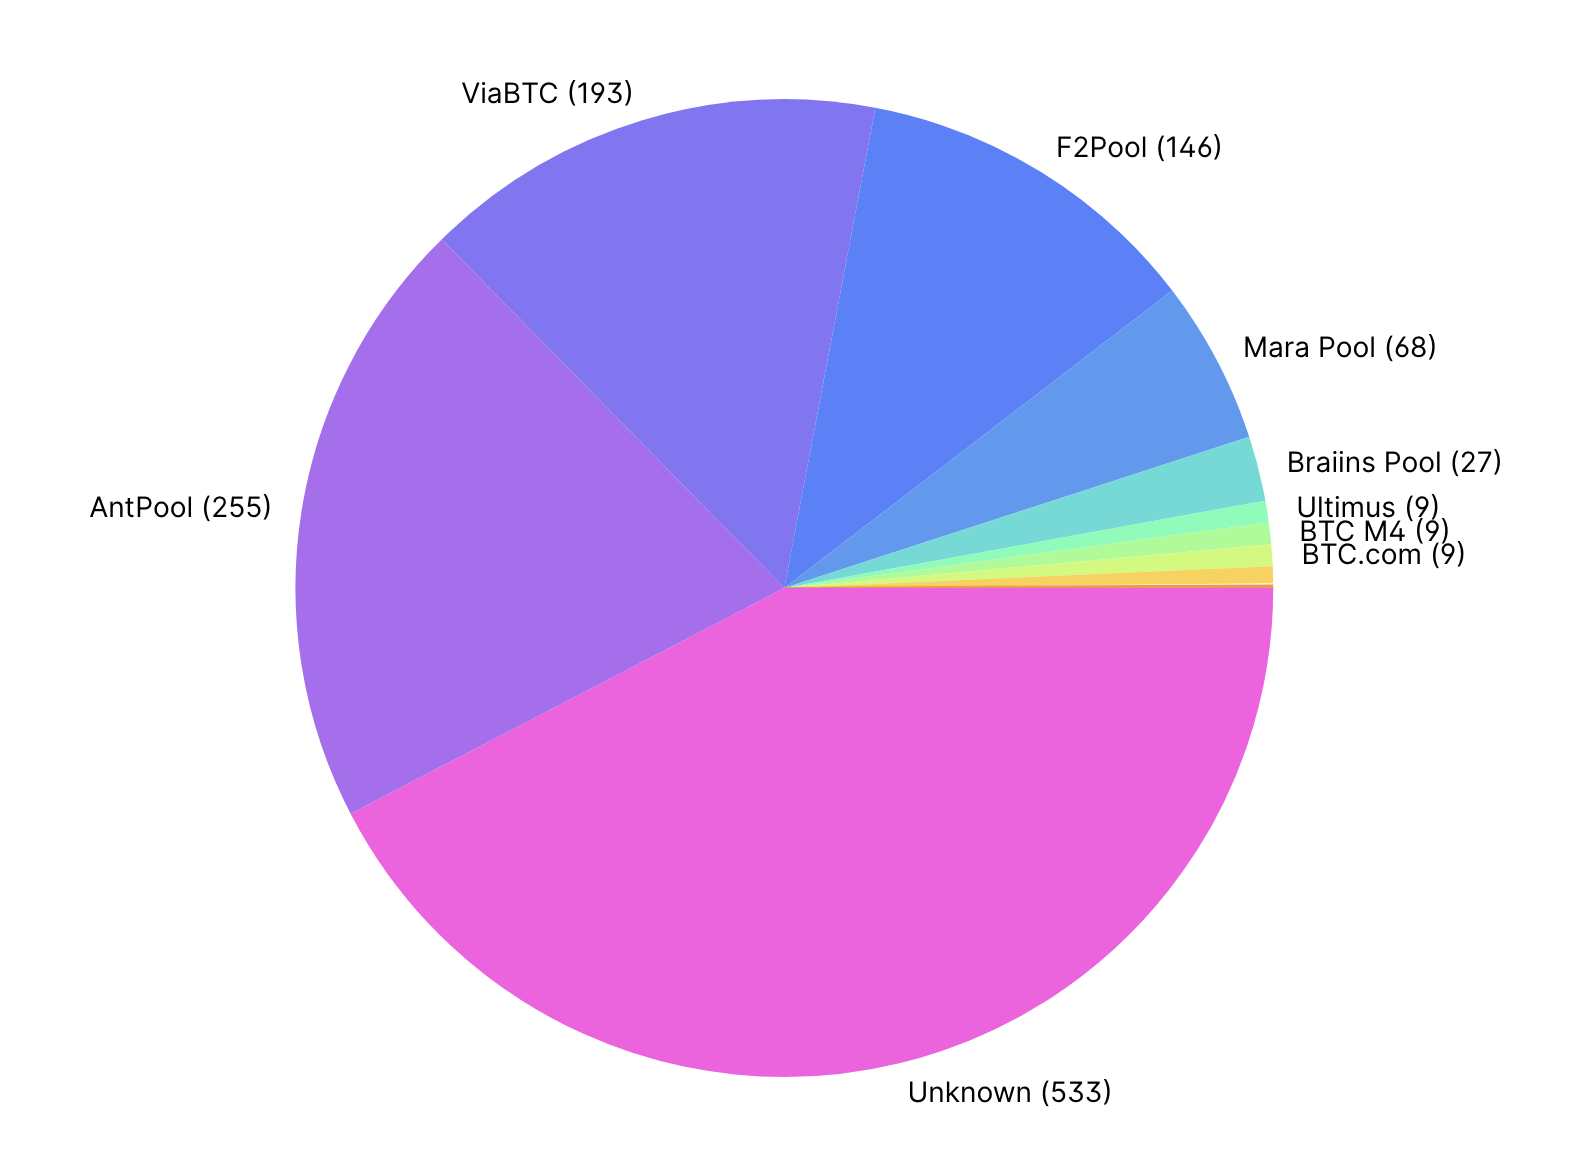 ViaBTC (193)
F2Pool (146)
Mara Pool (68)
Braiins Pool (27)
Ultimus (9)
BTC M4 (9)
BTC.com (9)
AntPool (255)
Unknown (533)